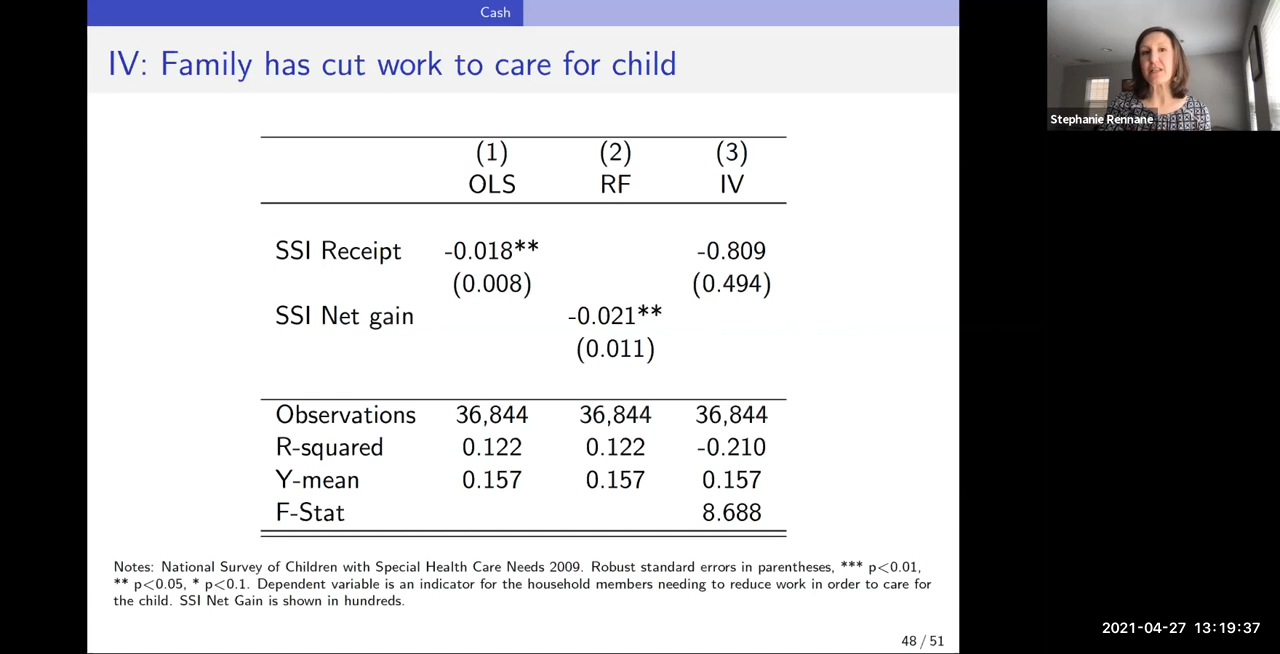 Cash
IV: Family has cut work to care for child
Stephanie Rennane
(1) (2) (3)
OLS RF IV
SSI Receipt -0.018** -0.809
(0.008) (0.494)
SSI Net gain -0.021**
(0.011)
Observations 36,844 36,844 36,844
R-squared 0.122 0.122 -0.210
Y-mean 0.157 0.157 0.157
F-Stat 8.688
Notes: National Survey of Children with Special Health Care Needs 2009. Robust standard errors in parentheses, *** p<0.01,
** p<0.05, * p<0.1. Dependent variable is an indicator for the household members needing to reduce work in order to care for
the child. SSI Net Gain is shown in hundreds.
48 / 51
2021-04-27 13:19:37